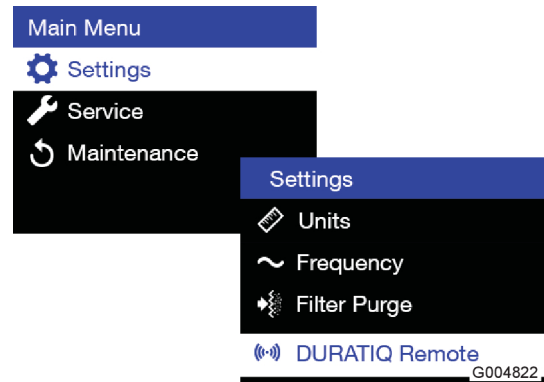 Main Menu
Settings
Service
Maintenance
Settings
Units
Frequency
Filter Purge
DURATIQ Remote
G004822